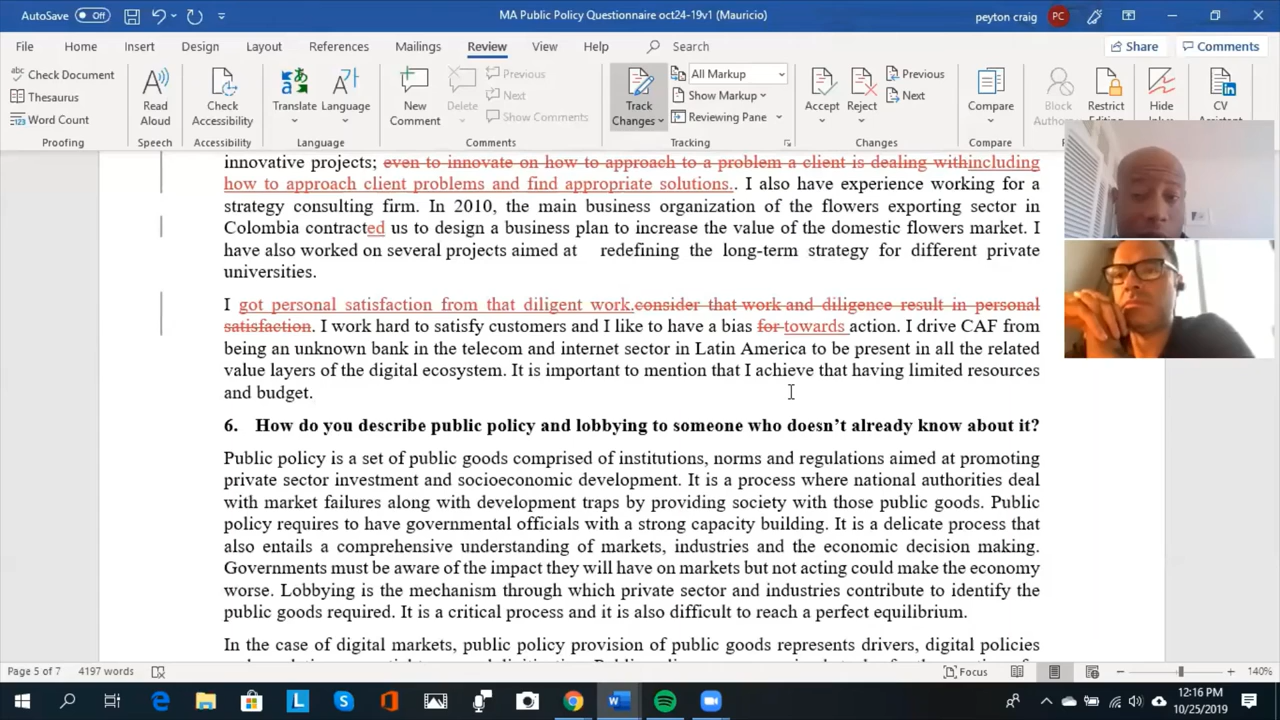 AutoSave Off MA Public Policy Questionnaire oct24-19v1 (Mauricio) peyton craig PC
File Home Insert Design Layout References Mailings Review View Help Search Share Comments
Check Document
Thesaurus
Word Count
Read Aloud
Check Accessibility
Translate Language
New Comment
Delete
Previous
Next
Show Comments
Track Changes
All Markup
Show Markup
Reviewing Pane
Accept Reject
Previous
Next
Compare
Block
Restrict Editing
Hide
CV
Proofing Speech Accessibility Language Comments Tracking Changes Compare
innovative projects; even to innovate on how to approach to a problem a client is dealing withincluding
how to approach client problems and find appropriate solutions.. I also have experience working for a
strategy consulting firm. In 2010, the main business organization of the flowers exporting sector in
Colombia contracted us to design a business plan to increase the value of the domestic flowers market. I
have also worked on several projects aimed at redefining the long-term strategy for different private
universities.
I got personal satisfaction from that diligent work.consider that work and diligence result in personal
satisfaction. I work hard to satisfy customers and I like to have a bias for towards action. I drive CAF from
being an unknown bank in the telecom and internet sector in Latin America to be present in all the related
value layers of the digital ecosystem. It is important to mention that I achieve that having limited resources
and budget.
6. How do you describe public policy and lobbying to someone who doesn’t already know about it?
Public policy is a set of public goods comprised of institutions, norms and regulations aimed at promoting
private sector investment and socioeconomic development. It is a process where national authorities deal
with market failures along with development traps by providing society with those public goods. Public
policy requires to have governmental officials with a strong capacity building. It is a delicate process that
also entails a comprehensive understanding of markets, industries and the economic decision making.
Governments must be aware of the impact they will have on markets but not acting could make the economy
worse. Lobbying is the mechanism through which private sector and industries contribute to identify the
public goods required. It is a critical process and it is also difficult to reach a perfect equilibrium.
In the case of digital markets, public policy provision of public goods represents drivers, digital policies
Page 5 of 7 4197 words Focus 140%
12:16 PM
10/25/2019